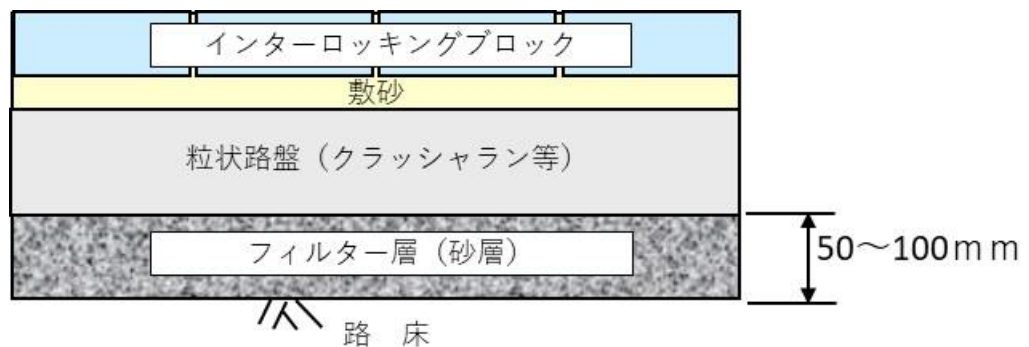 インターロッキングブロック
敷砂
粒状路盤（クラッシャラン等）
フィルター層（砂層）
50～100ｍｍ
路　床